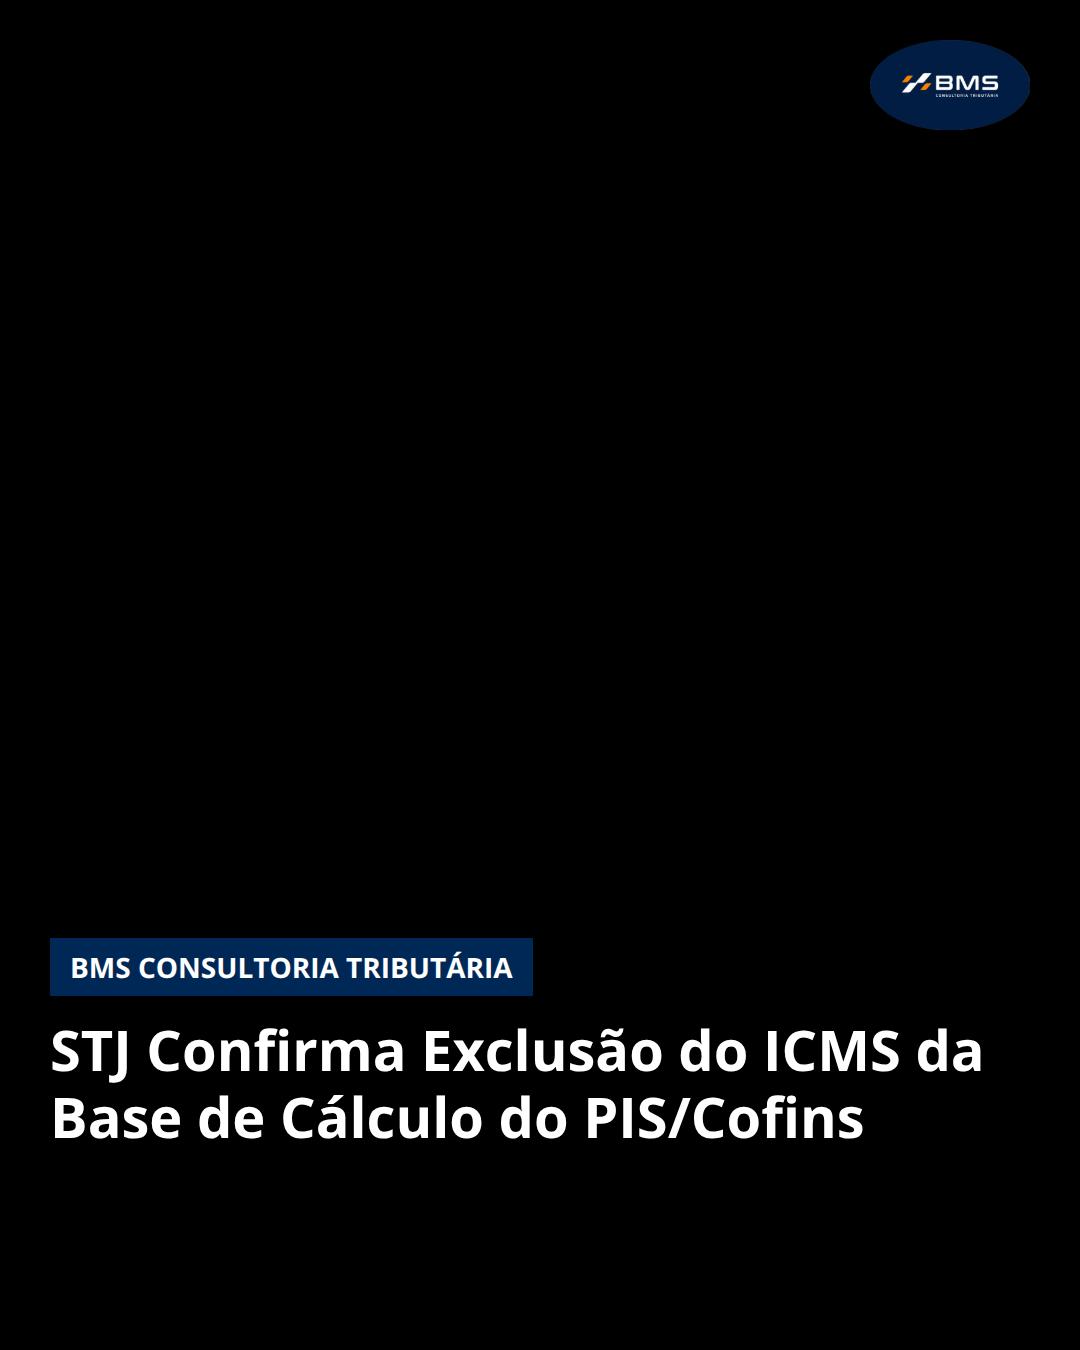 BMS
CONSULTORIA TRIBUTÁRIA
BMS CONSULTORIA TRIBUTÁRIA
STJ Confirma Exclusão do ICMS da
Base de Cálculo do PIS/Cofins